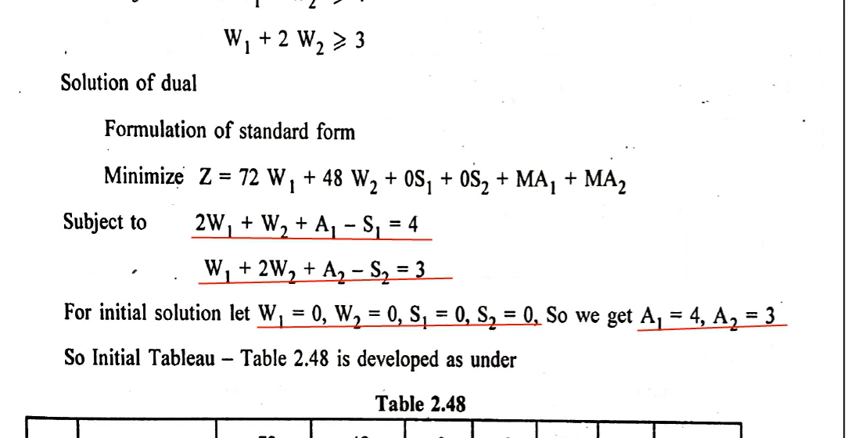 W₁ + 2 W₂ ⩾ 3
Solution of dual
Formulation of standard form
Minimize Z = 72 W₁ + 48 W₂ + 0S₁ + 0S₂ + MA₁ + MA₂
Subject to 2W₁ + W₂ + A₁ – S₁ = 4
W₁ + 2W₂ + A₂ – S₂ = 3
For initial solution let W₁ = 0, W₂ = 0, S₁ = 0, S₂ = 0, So we get A₁ = 4, A₂ = 3
So Initial Tableau – Table 2.48 is developed as under
Table 2.48